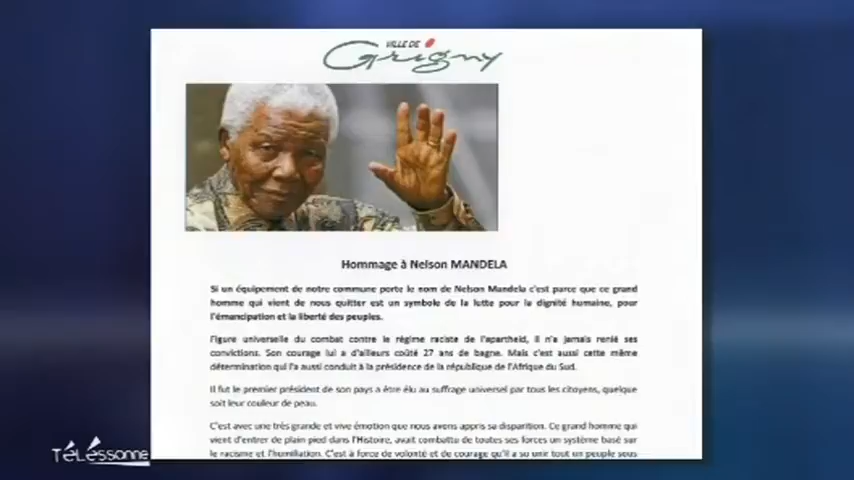 VILLE DE
Grigny
Hommage à Nelson MANDELA
Si un équipement de notre commune porte le nom de Nelson Mandela c'est parce que ce grand
homme qui vient de nous quitter est un symbole de la lutte pour la dignité humaine, pour
l'émancipation et la liberté des peuples.
Figure universelle du combat contre le régime raciste de l'apartheid, il n'a jamais renié ses
convictions. Son courage lui a d'ailleurs coûté 27 ans de bagne. Mais c'est aussi cette même
détermination qui l'a aussi conduit à la présidence de la république de l'Afrique du Sud.
Il fut le premier président de son pays a être élu au suffrage universel par tous les citoyens, quelque
soit leur couleur de peau.
C'est avec une très grande et vive émotion que nous avons appris sa disparition. Ce grand homme qui
vient d'entrer de plain pied dans l'Histoire, avait combattu de toutes ses forces un système basé sur
le racisme et l'humiliation. C'est à force de volonté et de courage qu'il a su unir tout un peuple sous
TéLéssonne